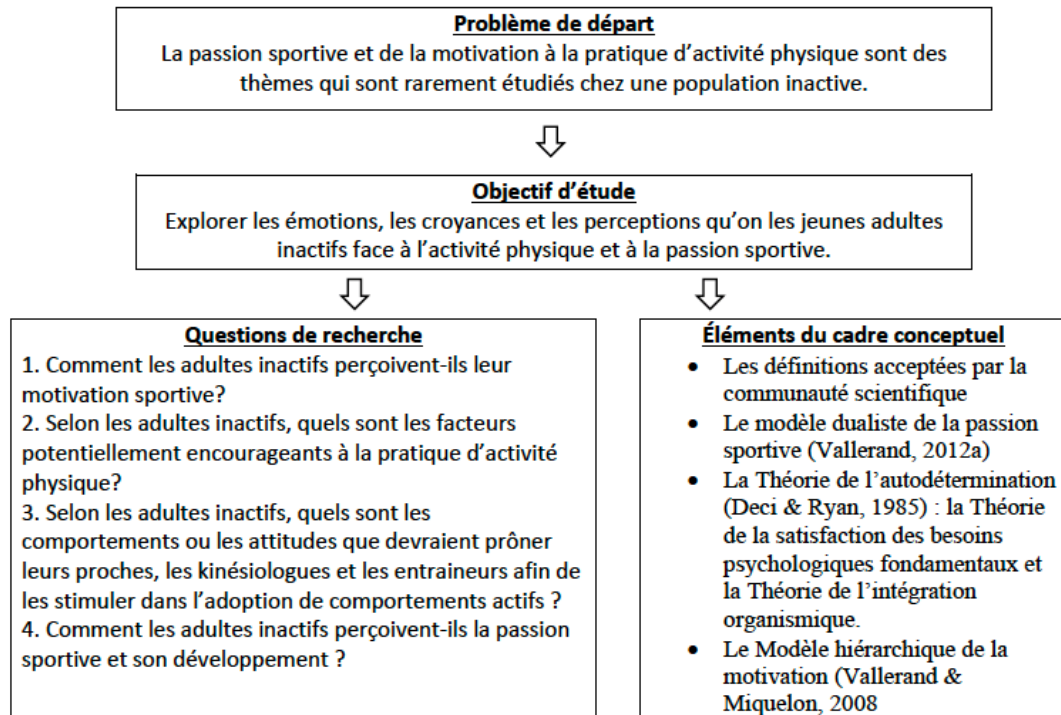 Problème de départ
La passion sportive et de la motivation à la pratique d’activité physique sont des
thèmes qui sont rarement étudiés chez une population inactive.
Objectif d’étude
Explorer les émotions, les croyances et les perceptions qu’on les jeunes adultes
inactifs face à l’activité physique et à la passion sportive.
Questions de recherche
1. Comment les adultes inactifs perçoivent-ils leur
motivation sportive?
2. Selon les adultes inactifs, quels sont les facteurs
potentiellement encourageants à la pratique d’activité
physique?
3. Selon les adultes inactifs, quels sont les
comportements ou les attitudes que devraient prôner
leurs proches, les kinésiologues et les entraineurs afin de
les stimuler dans l’adoption de comportements actifs ?
4. Comment les adultes inactifs perçoivent-ils la passion
sportive et son développement ?
Éléments du cadre conceptuel
• Les définitions acceptées par la
communauté scientifique
• Le modèle dualiste de la passion
sportive (Vallerand, 2012a)
• La Théorie de l’autodétermination
(Deci & Ryan, 1985) : la Théorie
de la satisfaction des besoins
psychologiques fondamentaux et
la Théorie de l’intégration
organismique.
• Le Modèle hiérarchique de la
motivation (Vallerand &
Miquelon, 2008